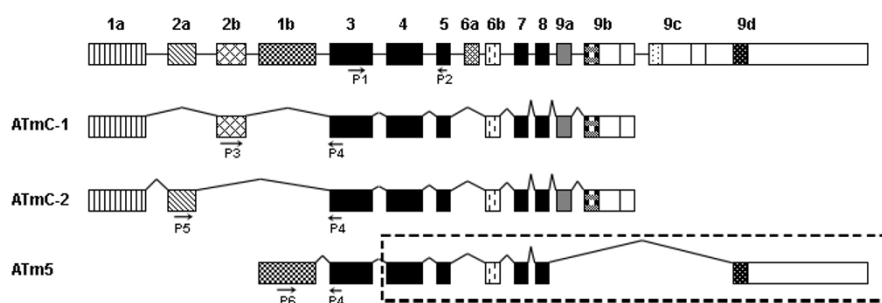 1a 2a 2b 1b 3 4 5 6a 6b 7 8 9a 9b 9c 9d
P1 P2
ATmC-1
P3 P4
ATmC-2
P5 P4
ATm5
P6 P4